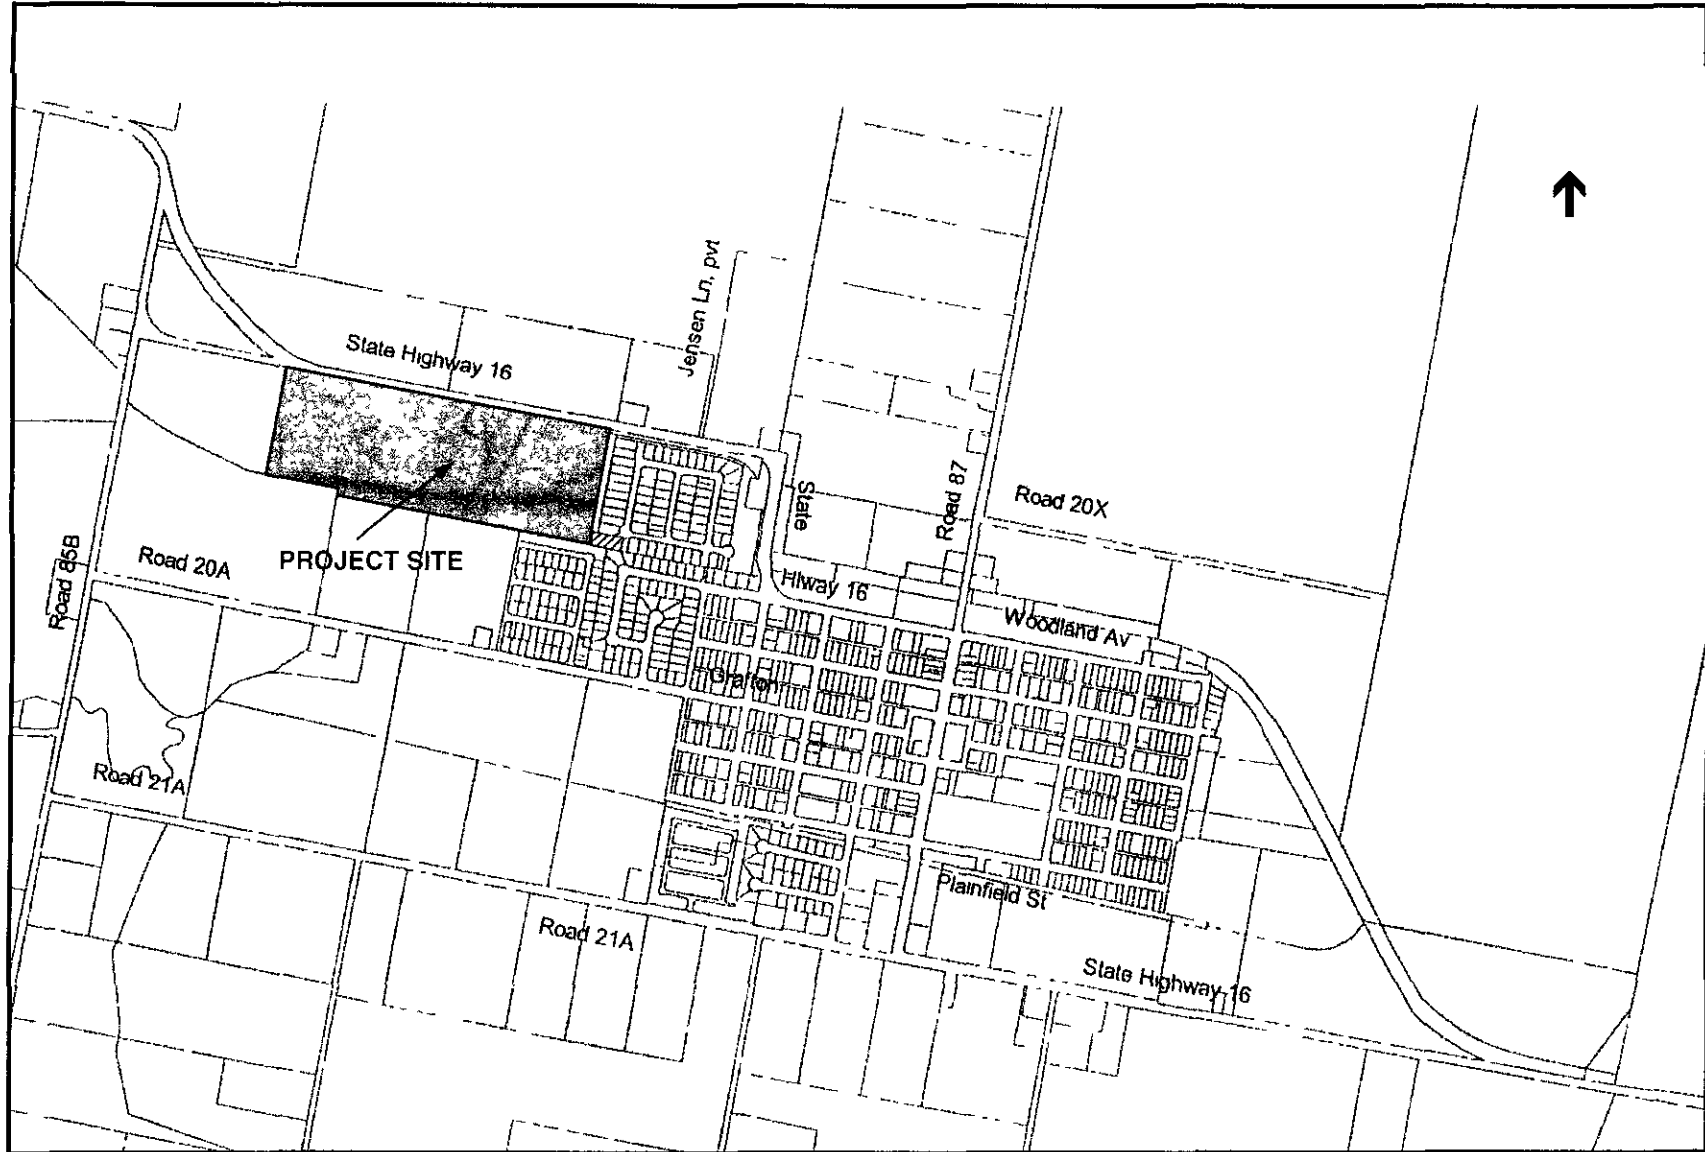 Jensen Ln, pvt
State Highway 16
Road 87
State
Road 20X
Road 85B
Road 20A
PROJECT SITE
Hiway 16
Woodland Av
Grafton
Road 21A
Plainfield St
Road 21A
State Highway 16